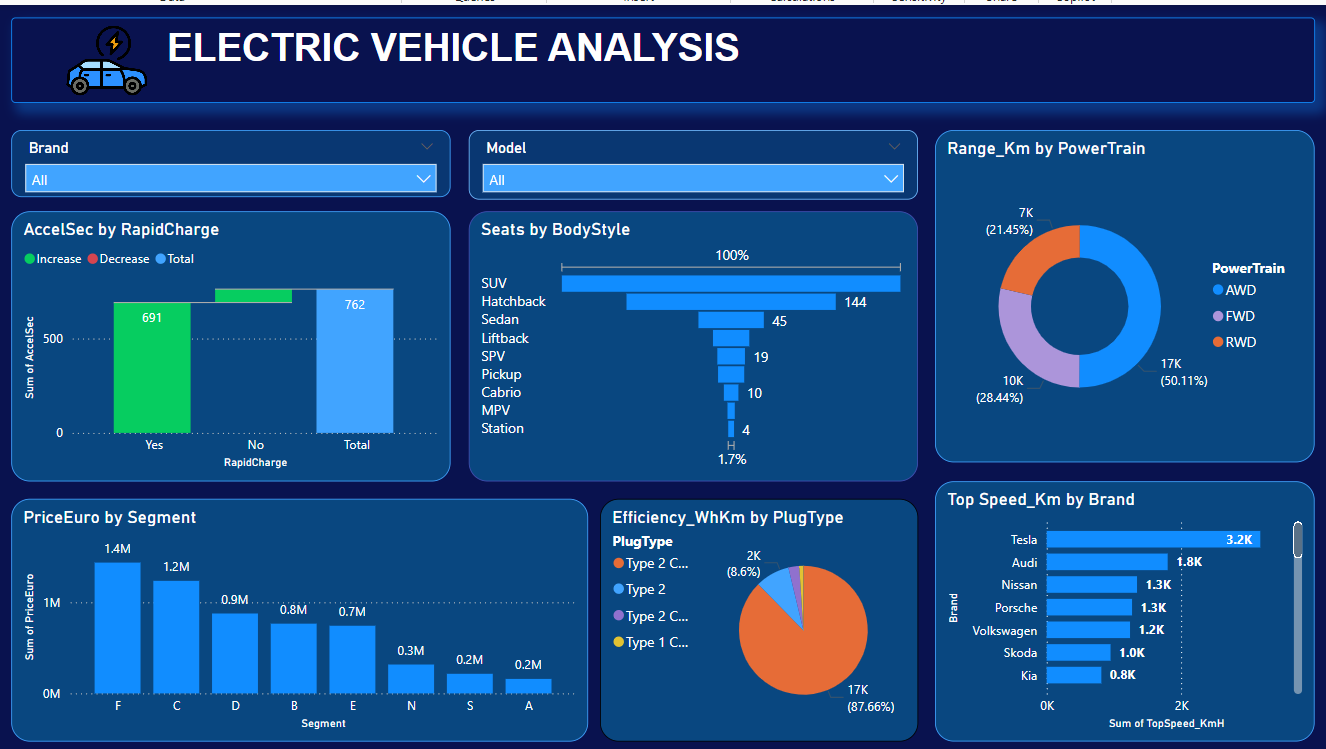 ELECTRIC VEHICLE ANALYSIS
Brand
All
Model
All
AccelSec by RapidCharge
Increase Decrease Total
Sum of AccelSec
500
0
691
762
Yes No Total
RapidCharge
Seats by BodyStyle
100%
SUV
Hatchback 144
Sedan 45
Liftback
SPV 19
Pickup
Cabrio 10
MPV
Station 4
1.7%
Range_Km by PowerTrain
7K
(21.45%)
10K
(28.44%)
17K
(50.11%)
PowerTrain
AWD
FWD
RWD
PriceEuro by Segment
Sum of PriceEuro
1M
0M
1.4M 1.2M 0.9M 0.8M 0.7M 0.3M 0.2M 0.2M
F C D B E N S A
Segment
Efficiency_WhKm by PlugType
PlugType
Type 2 C...
Type 2
Type 2 C...
Type 1 C...
2K
(8.6%)
17K
(87.66%)
Top Speed_Km by Brand
Brand
Tesla 3.2K
Audi 1.8K
Nissan 1.3K
Porsche 1.3K
Volkswagen 1.2K
Skoda 1.0K
Kia 0.8K
0K 2K
Sum of TopSpeed_KmH